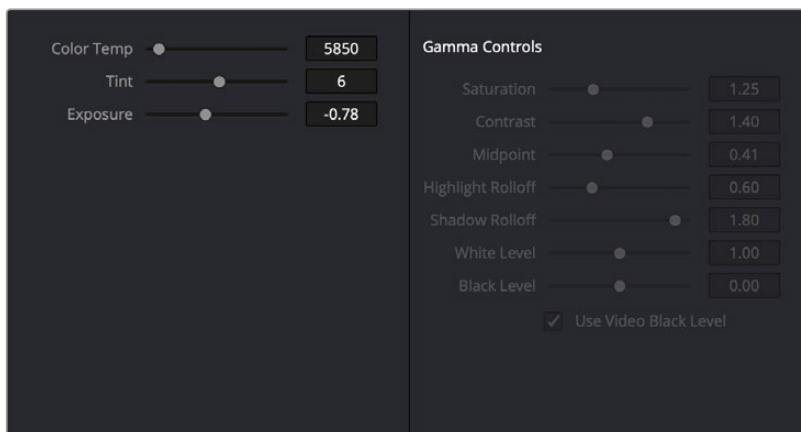 Color Temp 5850
Tint 6
Exposure -0.78
Gamma Controls
Saturation 1.25
Contrast 1.40
Midpoint 0.41
Highlight Rolloff 0.60
Shadow Rolloff 1.80
White Level 1.00
Black Level 0.00
Use Video Black Level